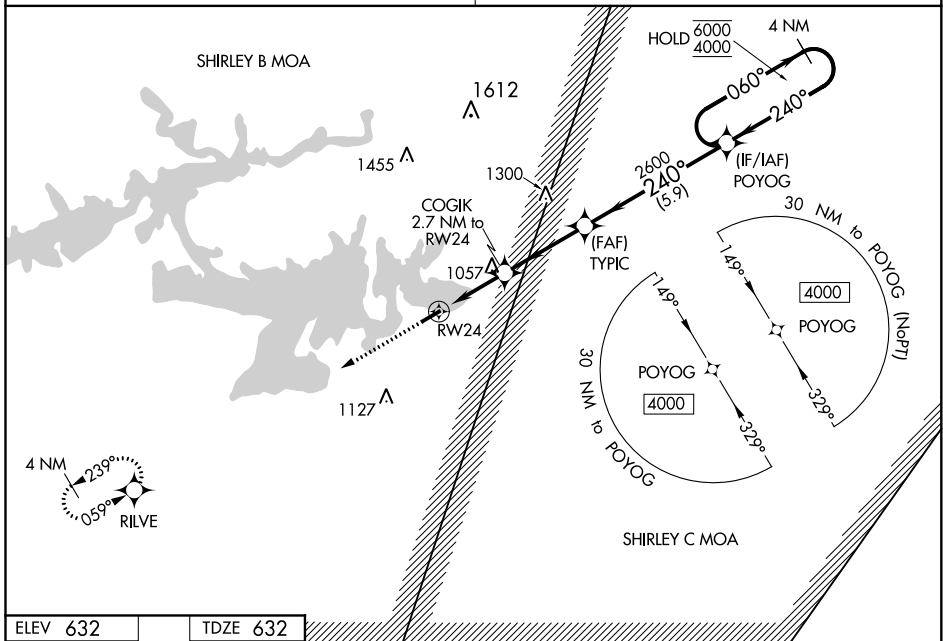 SHIRLEY B MOA
HOLD 6000
4000
4 NM
060°
240°
1612
1455
1300
2600
240°
(5.9)
(IF/IAF)
POYOG
COGIK
2.7 NM to
RW24
(FAF)
TYPIC
1057
RW24
30 NM to POYOG (NoPT)
149°
4000
POYOG
329°
149°
POYOG
4000
329°
30 NM to POYOG
1127
4 NM
239°
059°
RILVE
SHIRLEY C MOA
ELEV 632
TDZE 632